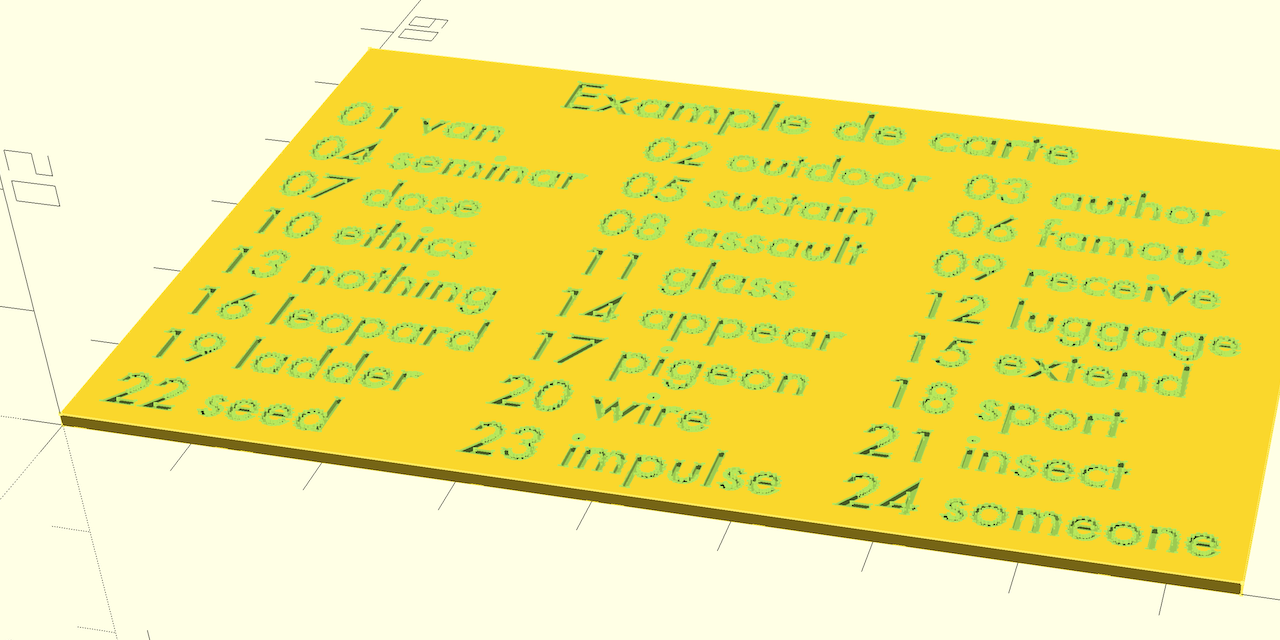 Example de carte
01 van 02 outdoor 03 author
04 seminar 05 sustain 06 famous
07 dose 08 assault 09 receive
10 ethics 11 glass 12 luggage
13 nothing 14 appear 15 extend
16 leopard 17 pigeon 18 sport
19 ladder 20 wire 21 insect
22 seed 23 impulse 24 someone